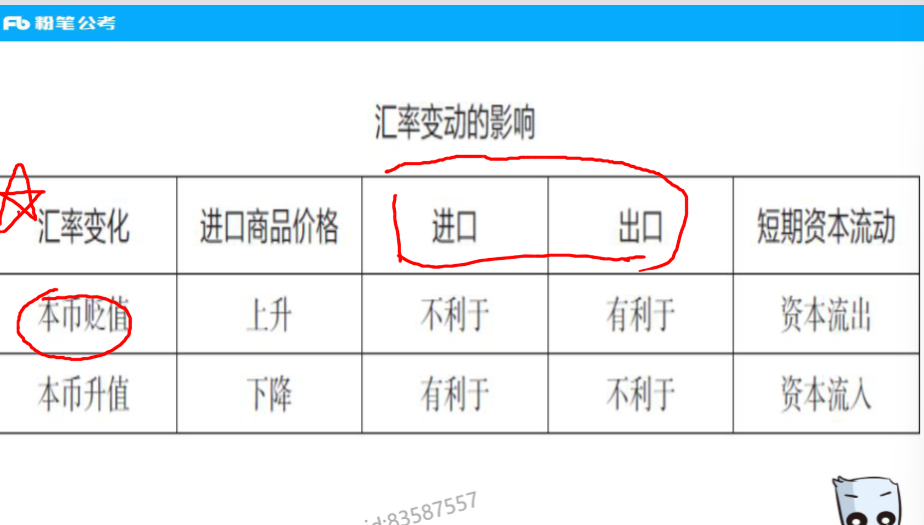 Fb 粉笔公考
汇率变动的影响
汇率变化 进口商品价格 进口 出口 短期资本流动
本币贬值 上升 不利于 有利于 资本流出
本币升值 下降 有利于 不利于 资本流入
id:83587557